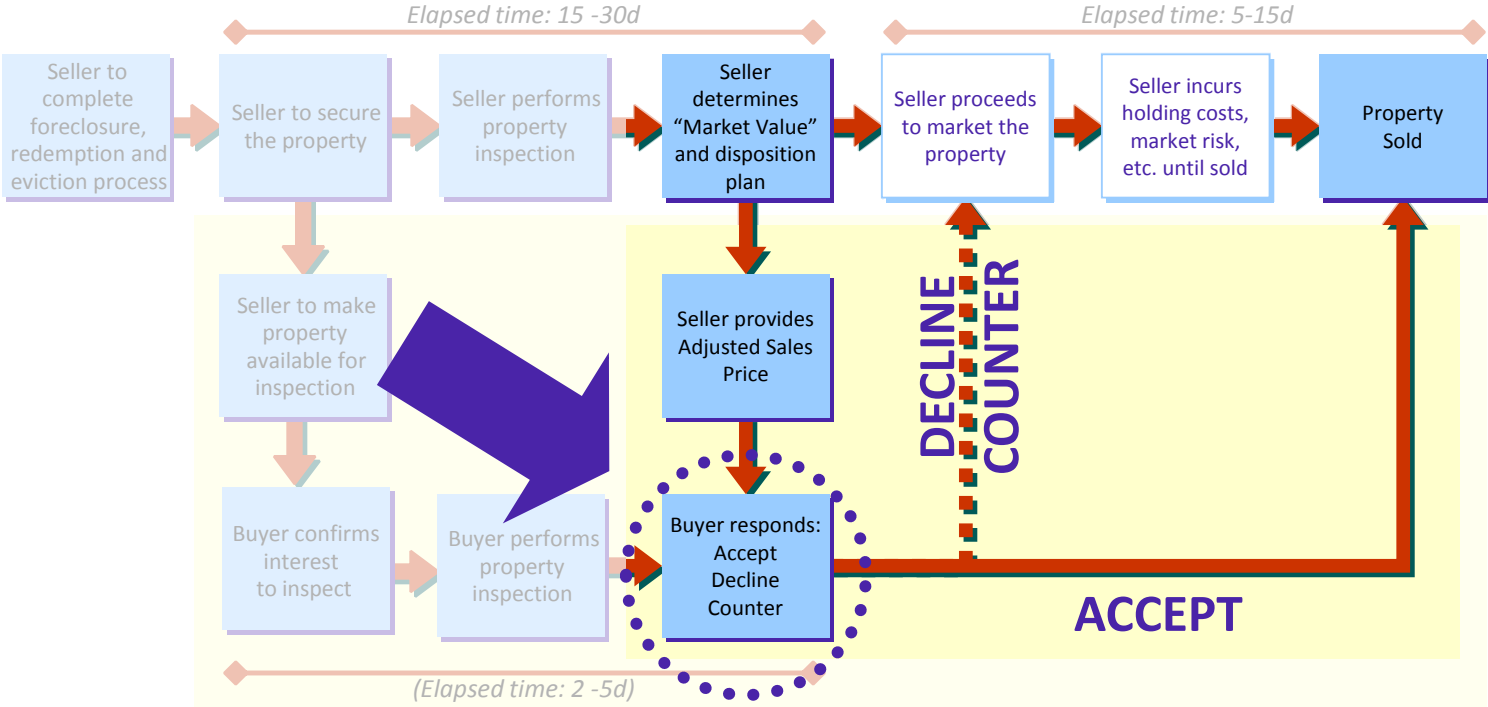 Elapsed time: 15 -30d
Elapsed time: 5-15d
Seller to
complete
foreclosure,
redemption and
eviction process
Seller to secure
the property
Seller performs
property
inspection
Seller
determines
“Market Value”
and disposition
plan
Seller proceeds
to market the
property
Seller incurs
holding costs,
market risk,
etc. until sold
Property
Sold
Seller to make
property
available for
inspection
Seller provides
Adjusted Sales
Price
DECLINE
COUNTER
Buyer confirms
interest
to inspect
Buyer performs
property
inspection
Buyer responds:
Accept
Decline
Counter
ACCEPT
(Elapsed time: 2 -5d)